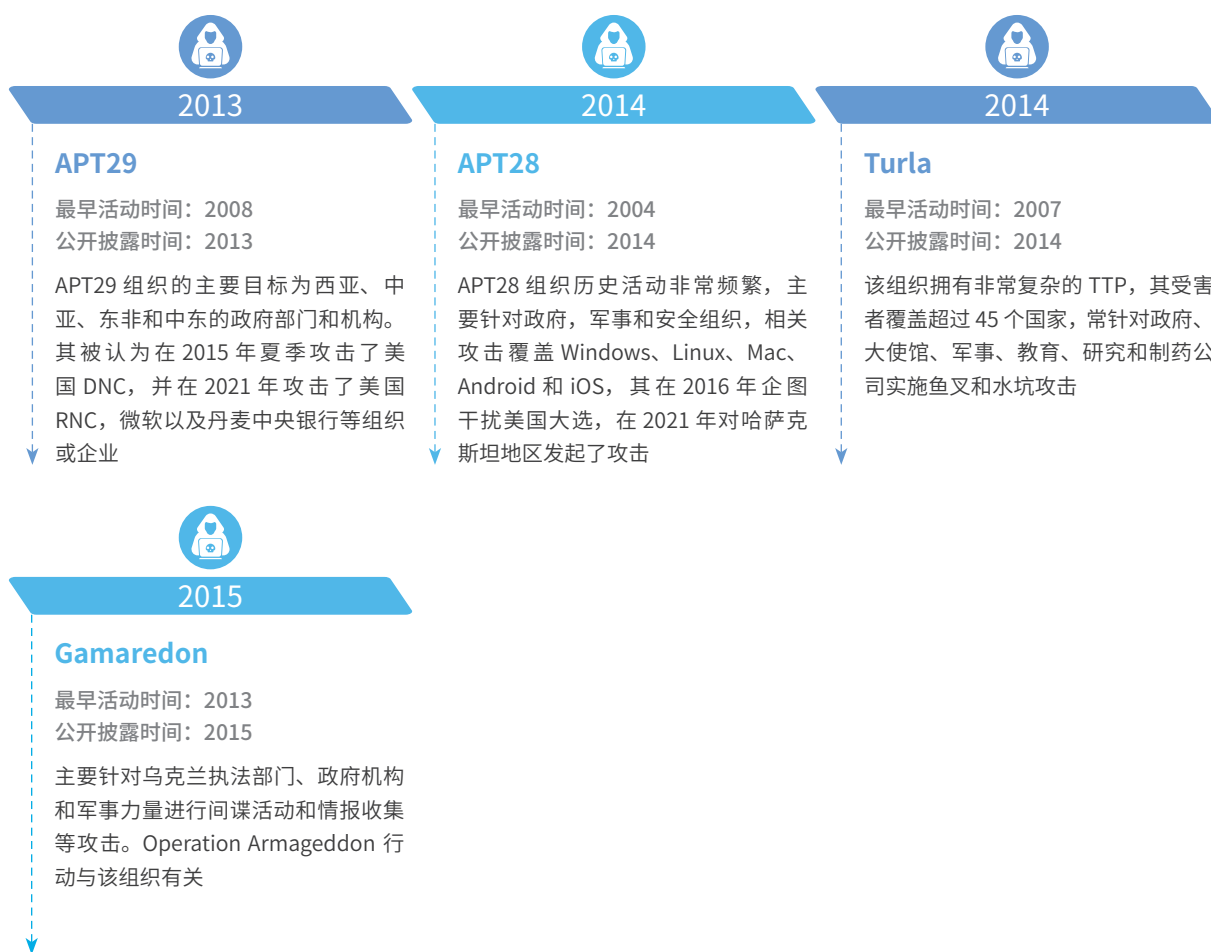 2013
APT29
最早活动时间：2008
公开披露时间：2013
APT29 组织的主要目标为西亚、中
亚、东非和中东的政府部门和机构。
其被认为在 2015 年夏季攻击了美
国 DNC，并在 2021 年攻击了美国
RNC，微软以及丹麦中央银行等组织
或企业
2014
APT28
最早活动时间：2004
公开披露时间：2014
APT28 组织历史活动非常频繁，主
要针对政府，军事和安全组织，相关
攻击覆盖 Windows、Linux、Mac、
Android 和 iOS，其在 2016 年企图
干扰美国大选，在 2021 年对哈萨克
斯坦地区发起了攻击
2014
Turla
最早活动时间：2007
公开披露时间：2014
该组织拥有非常复杂的 TTP，其受害
者覆盖超过 45 个国家，常针对政府、
大使馆、军事、教育、研究和制药公
司实施鱼叉和水坑攻击
2015
Gamaredon
最早活动时间：2013
公开披露时间：2015
主要针对乌克兰执法部门、政府机构
和军事力量进行间谍活动和情报收集
等攻击。Operation Armageddon 行
动与该组织有关